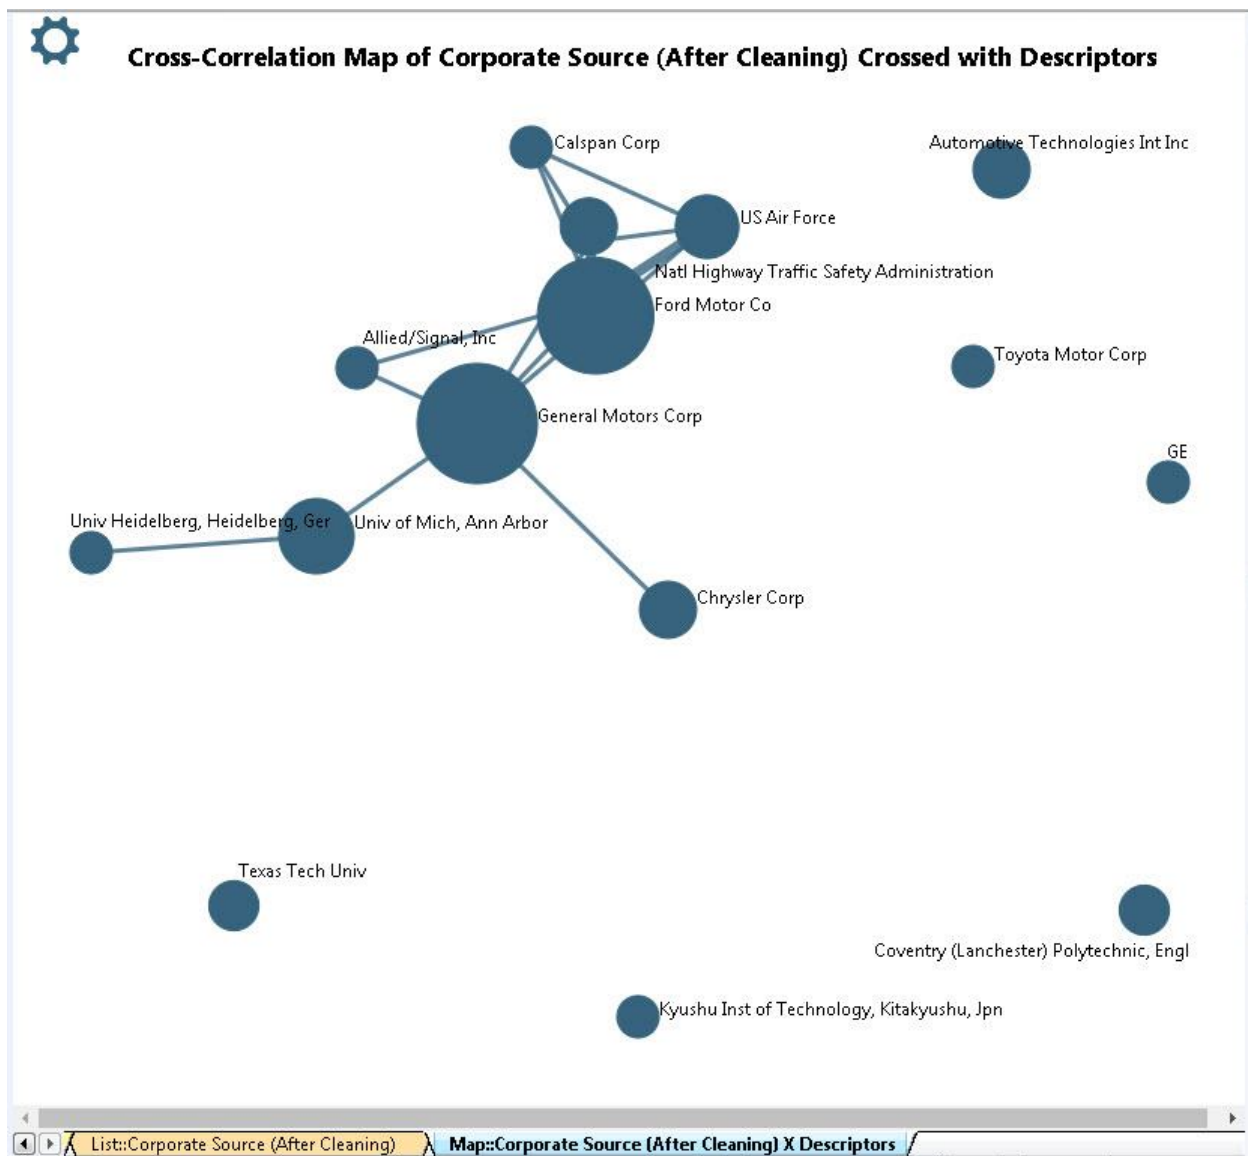 Cross-Correlation Map of Corporate Source (After Cleaning) Crossed with Descriptors
Calspan Corp
Automotive Technologies Int Inc
US Air Force
Natl Highway Traffic Safety Administration
Ford Motor Co
Allied/Signal, Inc
Toyota Motor Corp
General Motors Corp
GE
Univ Heidelberg, Heidelberg, Ger
Univ of Mich, Ann Arbor
Chrysler Corp
Texas Tech Univ
Coventry (Lanchester) Polytechnic, Engl
Kyushu Inst of Technology, Kitakyushu, Jpn
List::Corporate Source (After Cleaning)
Map::Corporate Source (After Cleaning) X Descriptors